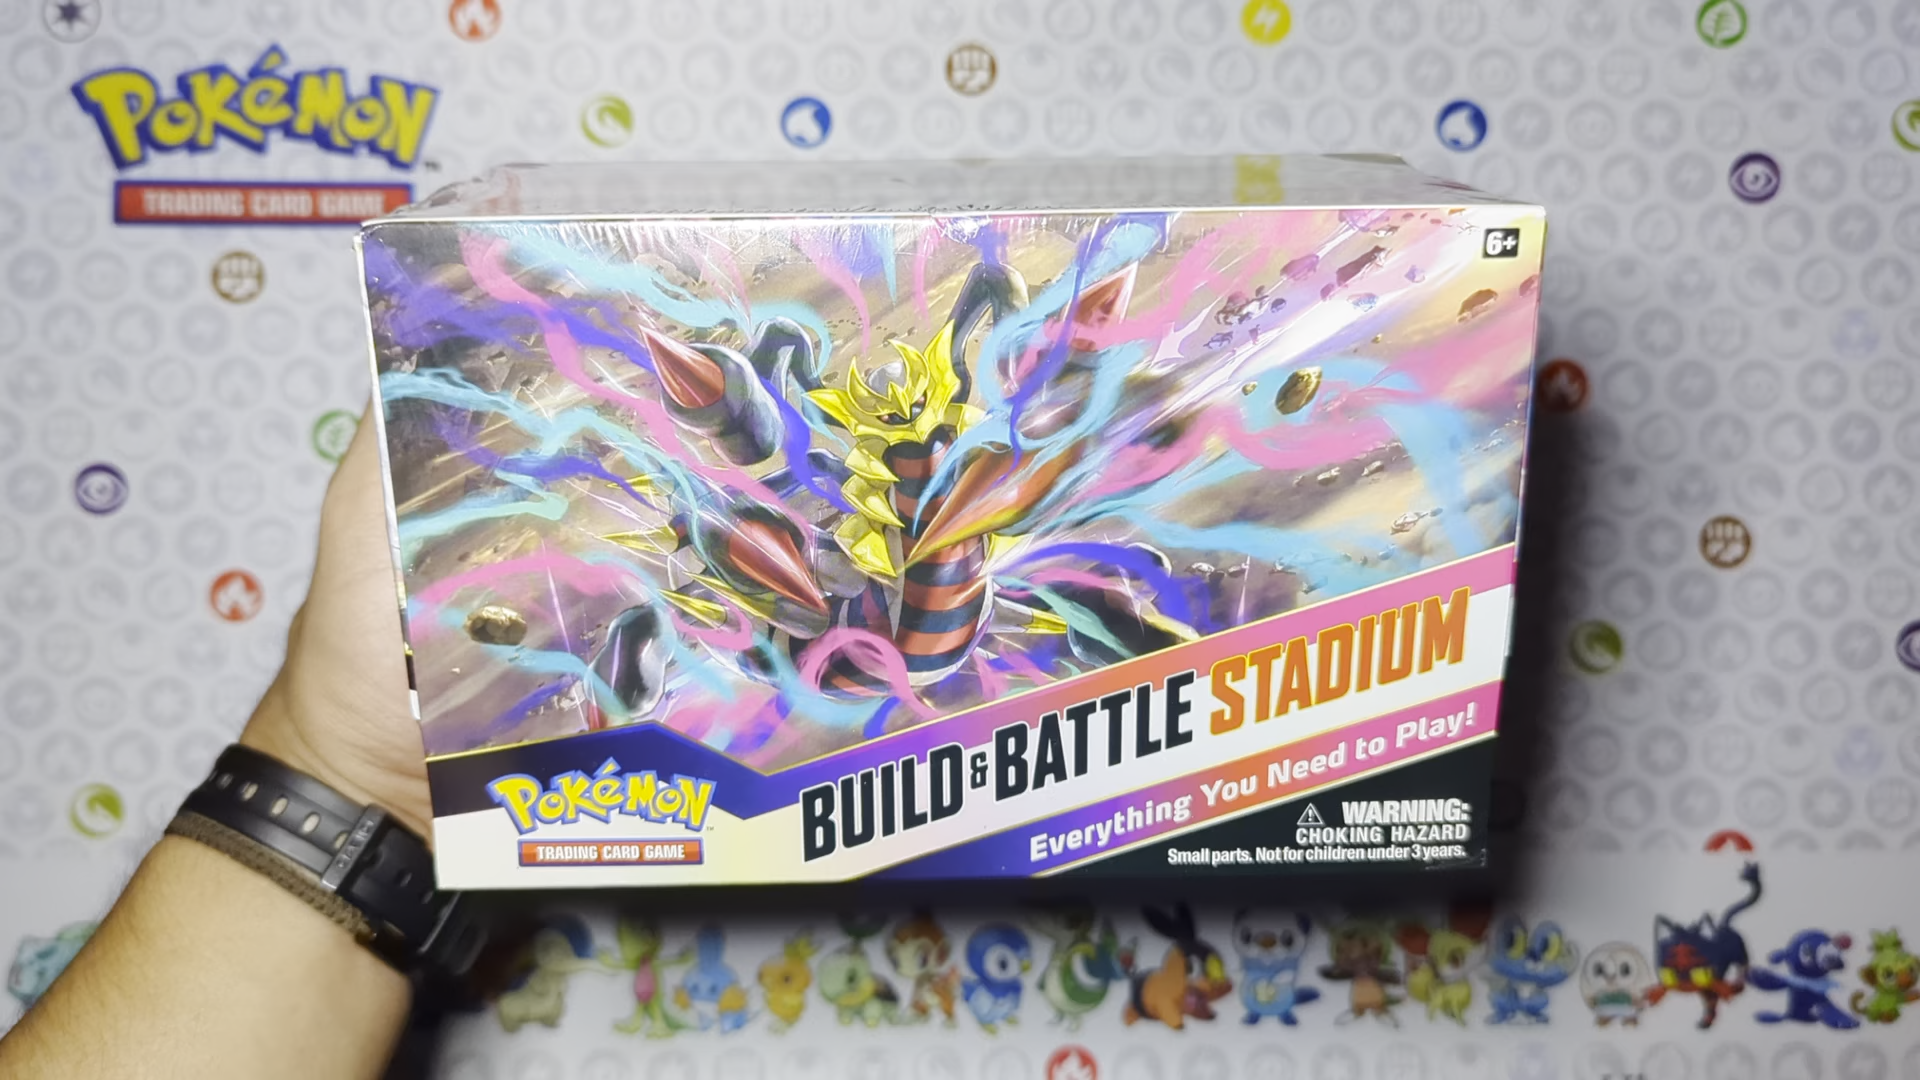 POKéMON
TRADING CARD GAME
6+
BUILD & BATTLE STADIUM
Everything You Need to Play!
POKéMON
TRADING CARD GAME
WARNING:
CHOKING HAZARD
Small parts. Not for children under 3 years.